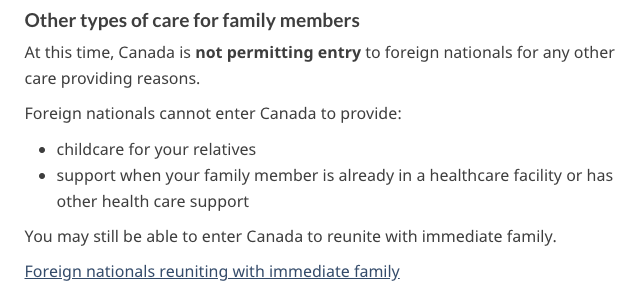 Other types of care for family members
At this time, Canada is not permitting entry to foreign nationals for any other
care providing reasons.
Foreign nationals cannot enter Canada to provide:
• childcare for your relatives
• support when your family member is already in a healthcare facility or has
other health care support
You may still be able to enter Canada to reunite with immediate family.
Foreign nationals reuniting with immediate family